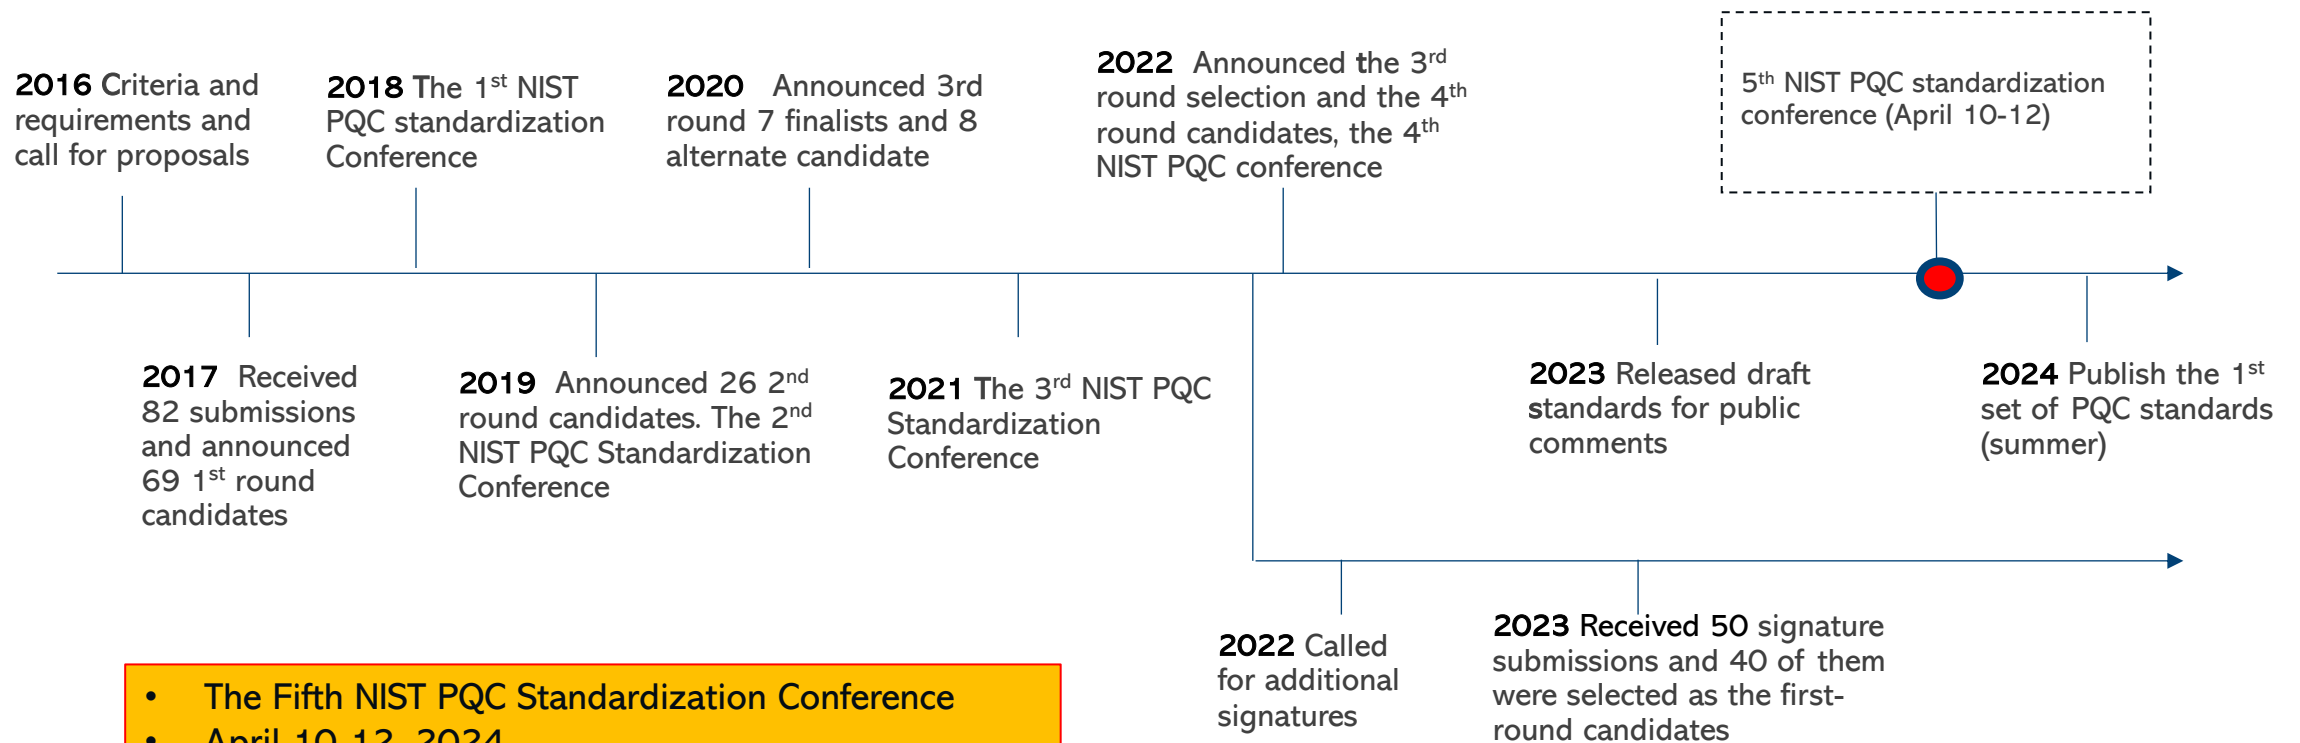 2016 Criteria and
requirements and
call for proposals
2018 The 1st NIST
PQC standardization
Conference
2020 Announced 3rd
round 7 finalists and 8
alternate candidate
2022 Announced the 3rd
round selection and the 4th
round candidates, the 4th
NIST PQC conference
5th NIST PQC standardization
conference (April 10-12)
2017 Received
82 submissions
and announced
69 1st round
candidates
2019 Announced 26 2nd
round candidates. The 2nd
NIST PQC Standardization
Conference
2021 The 3rd NIST PQC
Standardization
Conference
2023 Released draft
standards for public
comments
2024 Publish the 1st
set of PQC standards
(summer)
2022 Called
for additional
signatures
2023 Received 50 signature
submissions and 40 of them
were selected as the first-
round candidates
• The Fifth NIST PQC Standardization Conference
• April 10-12, 2024